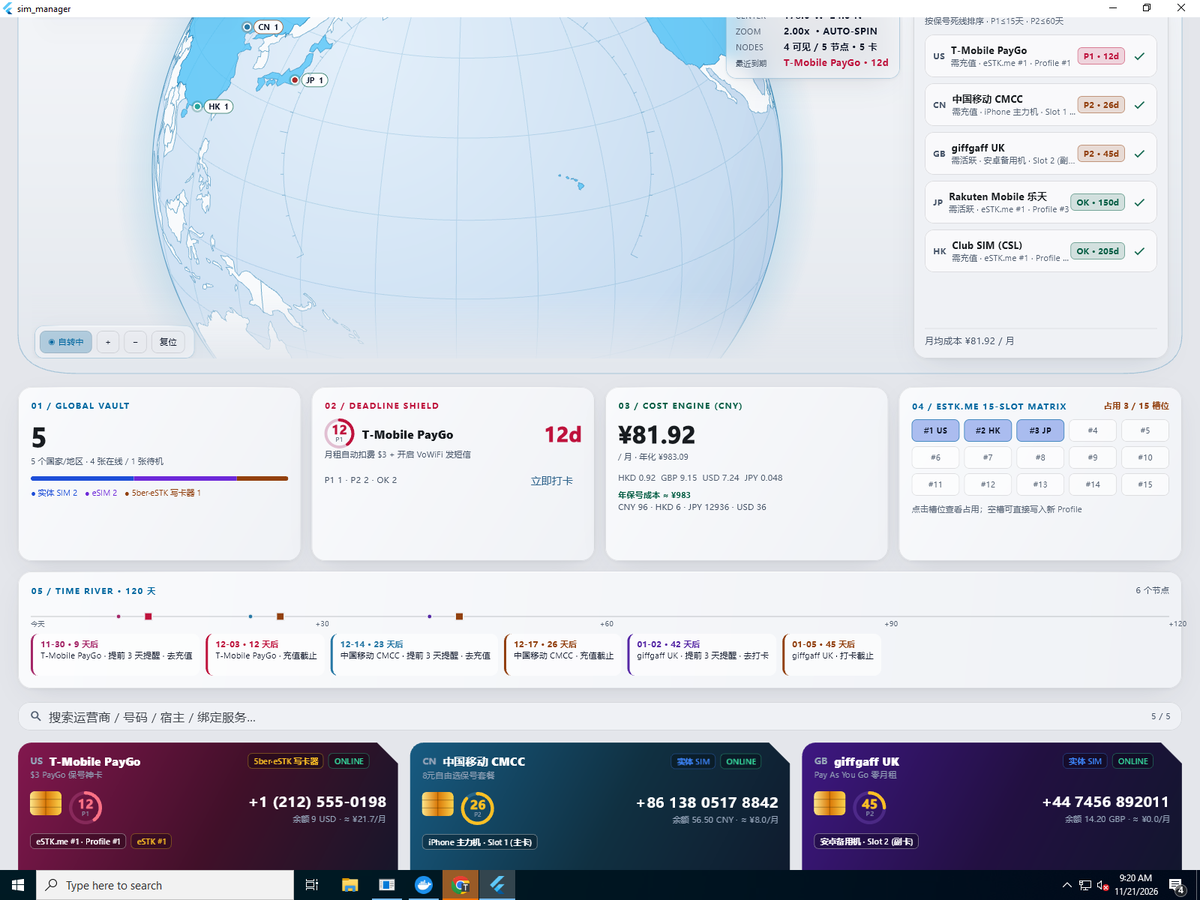 sim_manager
CN 1
JP 1
HK 1
ZOOM 2.00x • AUTO-SPIN
NODES 4 可见 / 5 节点 • 5 卡
最近到期 T-Mobile PayGo • 12d
按保号死线排序 · P1≤15天 · P2≤60天
US T-Mobile PayGo P1 • 12d
需充值 · eSTK.me #1 · Profile #1
CN 中国移动 CMCC P2 • 26d
需充值 · iPhone 主力机 · Slot 1 ...
GB giffgaff UK P2 • 45d
需活跃 · 安卓备用机 · Slot 2 (副...
JP Rakuten Mobile 乐天 OK • 150d
需活跃 · eSTK.me #1 · Profile #3
HK Club SIM (CSL) OK • 205d
需充值 · eSTK.me #1 · Profile ...
月均成本 ¥81.92 / 月
自转中 + − 复位
01 / GLOBAL VAULT
5
5 个国家/地区 · 4 张在线 / 1 张待机
实体 SIM 2 eSIM 2 5ber-eSTK 写卡器 1
02 / DEADLINE SHIELD
12 P1 T-Mobile PayGo 12d
月租自动扣费 $3 + 开启 VoWiFi 发短信
P1 1 · P2 2 · OK 2 立即打卡
03 / COST ENGINE (CNY)
¥81.92
/ 月 · 年化 ¥983.09
HKD 0.92 GBP 9.15 USD 7.24 JPY 0.048
年保号成本 ≈ ¥983
CNY 96 · HKD 6 · JPY 12936 · USD 36
04 / ESTK.ME 15-SLOT MATRIX 占用 3 / 15 槽位
#1 US #2 HK #3 JP #4 #5
#6 #7 #8 #9 #10
#11 #12 #13 #14 #15
点击槽位查看占用；空槽可直接写入新 Profile
05 / TIME RIVER • 120 天 6 个节点
今天 +30 +60 +90 +120
11-30 • 9 天后
T-Mobile PayGo · 提前 3 天提醒 · 去充值
12-03 • 12 天后
T-Mobile PayGo · 充值截止
12-14 • 23 天后
中国移动 CMCC · 提前 3 天提醒 · 去充值
12-17 • 26 天后
中国移动 CMCC · 充值截止
01-02 • 42 天后
giffgaff UK · 提前 3 天提醒 · 去打卡
01-05 • 45 天后
giffgaff UK · 打卡截止
搜索运营商 / 号码 / 宿主 / 绑定服务... 5 / 5
US T-Mobile PayGo 5ber-eSTK 写卡器 ONLINE
$3 PayGo 保号神卡
12 P1 +1 (212) 555-0198
余额 9 USD · ≈ ¥21.7/月
eSTK.me #1 · Profile #1 eSTK #1
CN 中国移动 CMCC 实体 SIM ONLINE
8元自由选保号套餐
26 P2 +86 138 0517 8842
余额 56.50 CNY · ≈ ¥8.0/月
iPhone 主力机 · Slot 1 (主卡)
GB giffgaff UK 实体 SIM ONLINE
Pay As You Go 零月租
45 P2 +44 7456 892011
余额 14.20 GBP · ≈ ¥0.0/月
安卓备用机 · Slot 2 (副卡)
Type here to search
9:20 AM
11/21/2026
4